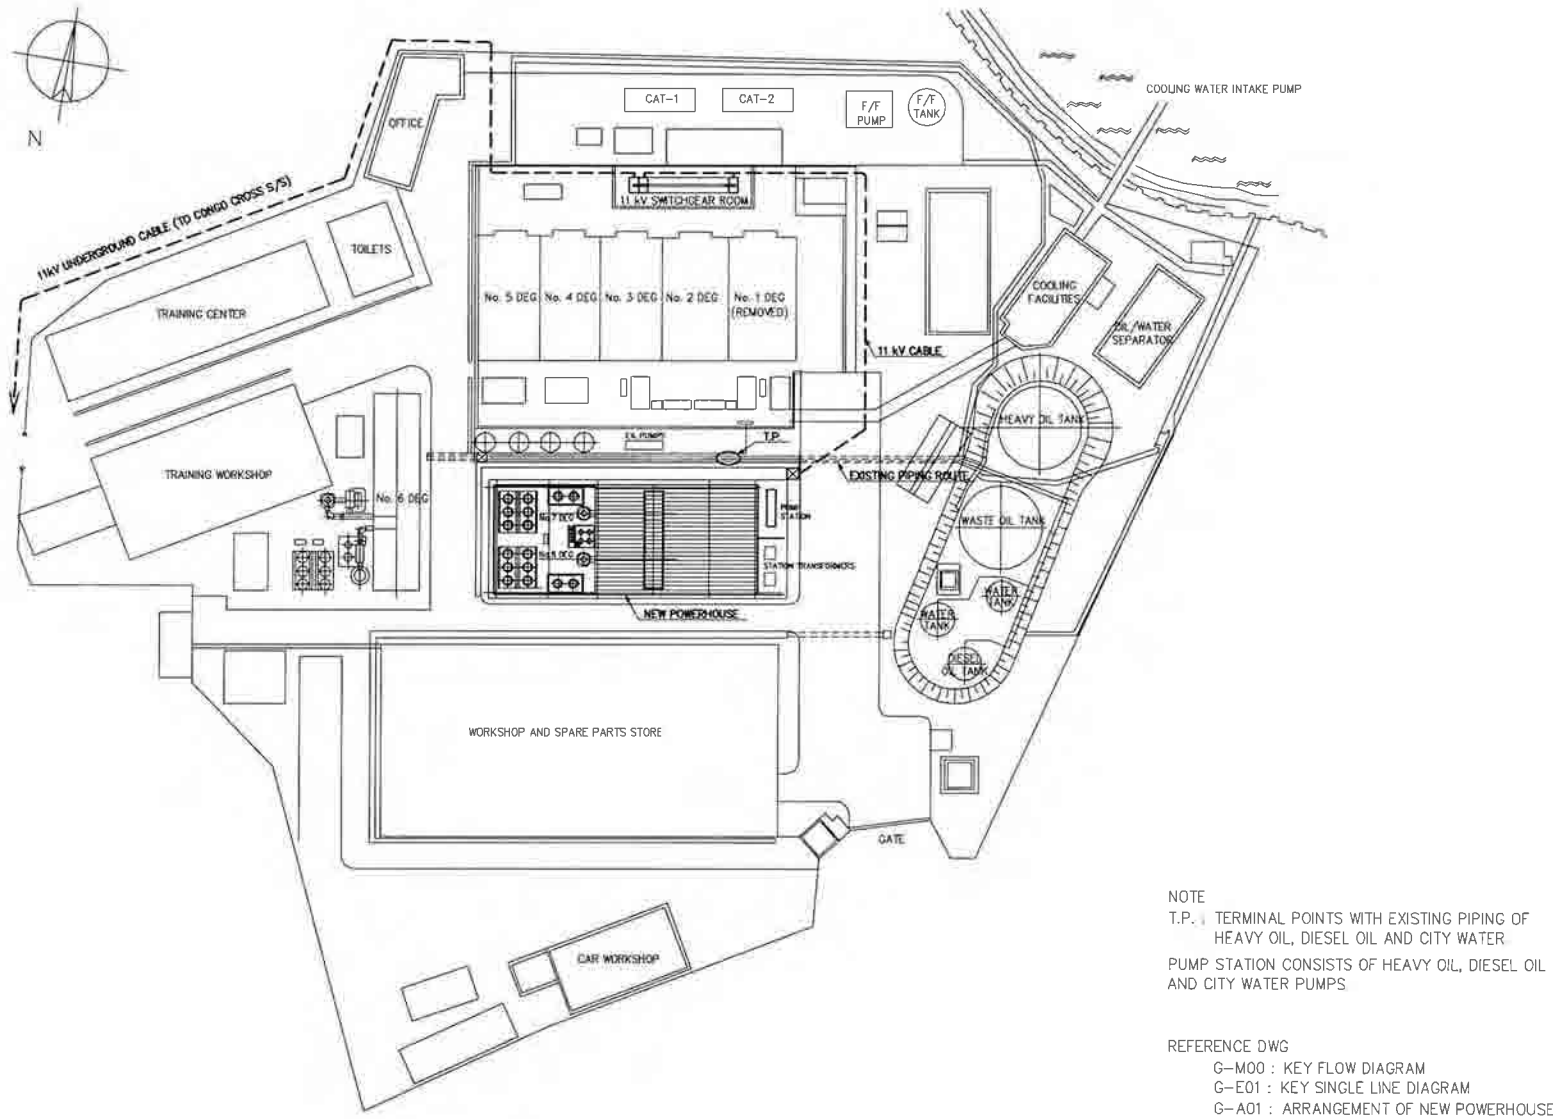 N
OFFICE
CAT-1
CAT-2
F/F
PUMP
F/F
TANK
COOLING WATER INTAKE PUMP
11kV UNDERGROUND CABLE (TO CONGO CROSS S/S)
TOILETS
TRAINING CENTER
11 kV SWITCHGEAR ROOM
No. 5 DEG
No. 4 DEG
No. 3 DEG
No. 2 DEG
No. 1 DEG
(REMOVED)
COOLING
FACILITIES
OIL/WATER
SEPARATOR
11 kV CABLE
HEAVY OIL TANK
T.P.
EXISTING PIPING ROUTE
TRAINING WORKSHOP
No. 6 DEG
No.7 DEG
No.8 DEG
PUMP
STATION
WASTE OIL TANK
STATION TRANSFORMERS
WATER
TANK
WATER
TANK
NEW POWERHOUSE
DIESEL
OIL TANK
WORKSHOP AND SPARE PARTS STORE
GATE
CAR WORKSHOP
NOTE
T.P. : TERMINAL POINTS WITH EXISTING PIPING OF
HEAVY OIL, DIESEL OIL AND CITY WATER
PUMP STATION CONSISTS OF HEAVY OIL, DIESEL OIL
AND CITY WATER PUMPS
REFERENCE DWG
G-M00 : KEY FLOW DIAGRAM
G-E01 : KEY SINGLE LINE DIAGRAM
G-A01 : ARRANGEMENT OF NEW POWERHOUSE